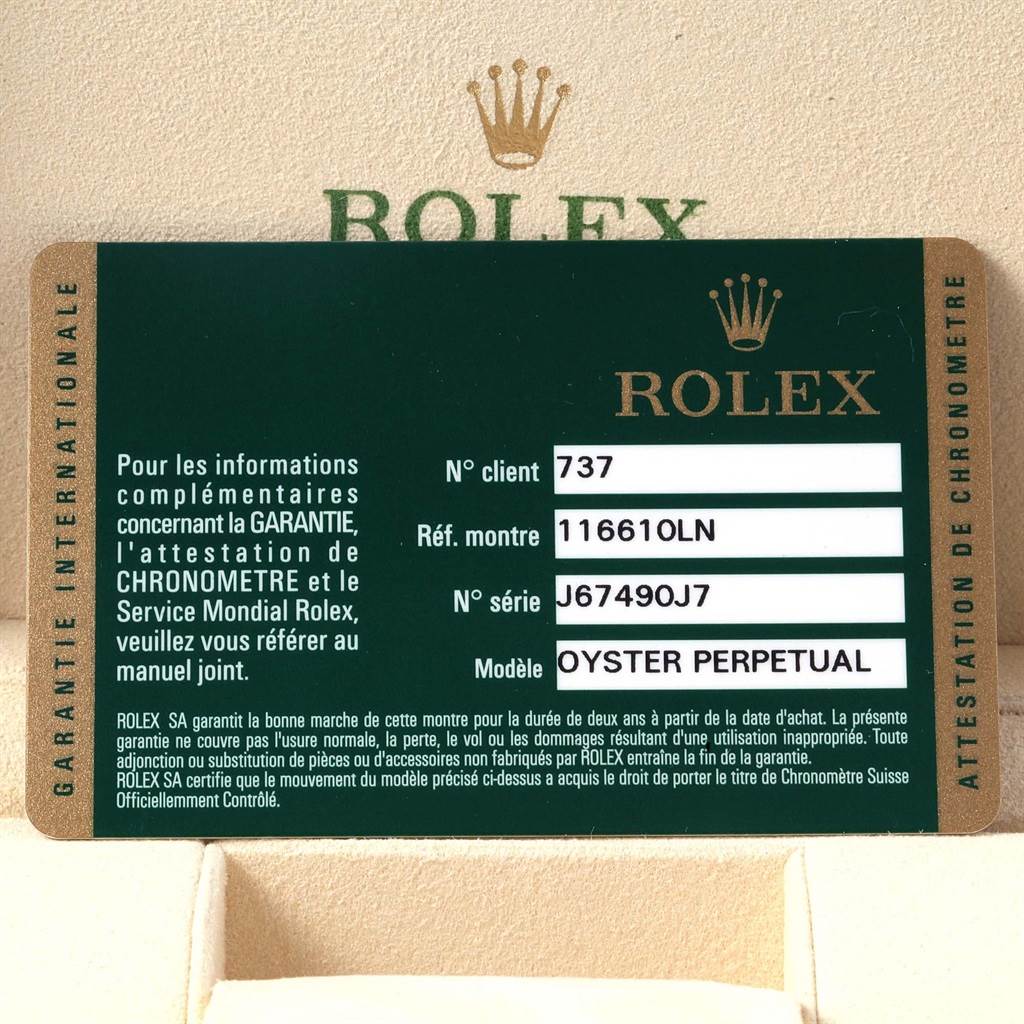 ROLEX
GARANTIE INTERNATIONALE
ROLEX
Pour les informations
complémentaires
concernant la GARANTIE,
l'attestation de
CHRONOMETRE et le
Service Mondial Rolex,
veuillez vous référer au
manuel joint.
N° client 737
Réf. montre 116610LN
N° série J67490J7
Modèle OYSTER PERPETUAL
ROLEX SA garantit la bonne marche de cette montre pour la durée de deux ans à partir de la date d'achat. La présente
garantie ne couvre pas l'usure normale, la perte, le vol ou les dommages résultant d'une utilisation inappropriée. Toute
adjonction ou substitution de pièces ou d'accessoires non fabriqués par ROLEX entraîne la fin de la garantie.
ROLEX SA certifie que le mouvement du modèle précisé ci-dessus a acquis le droit de porter le titre de Chronomètre Suisse
Officiellemment Contrôlé.
ATTESTATION DE CHRONOMETRE